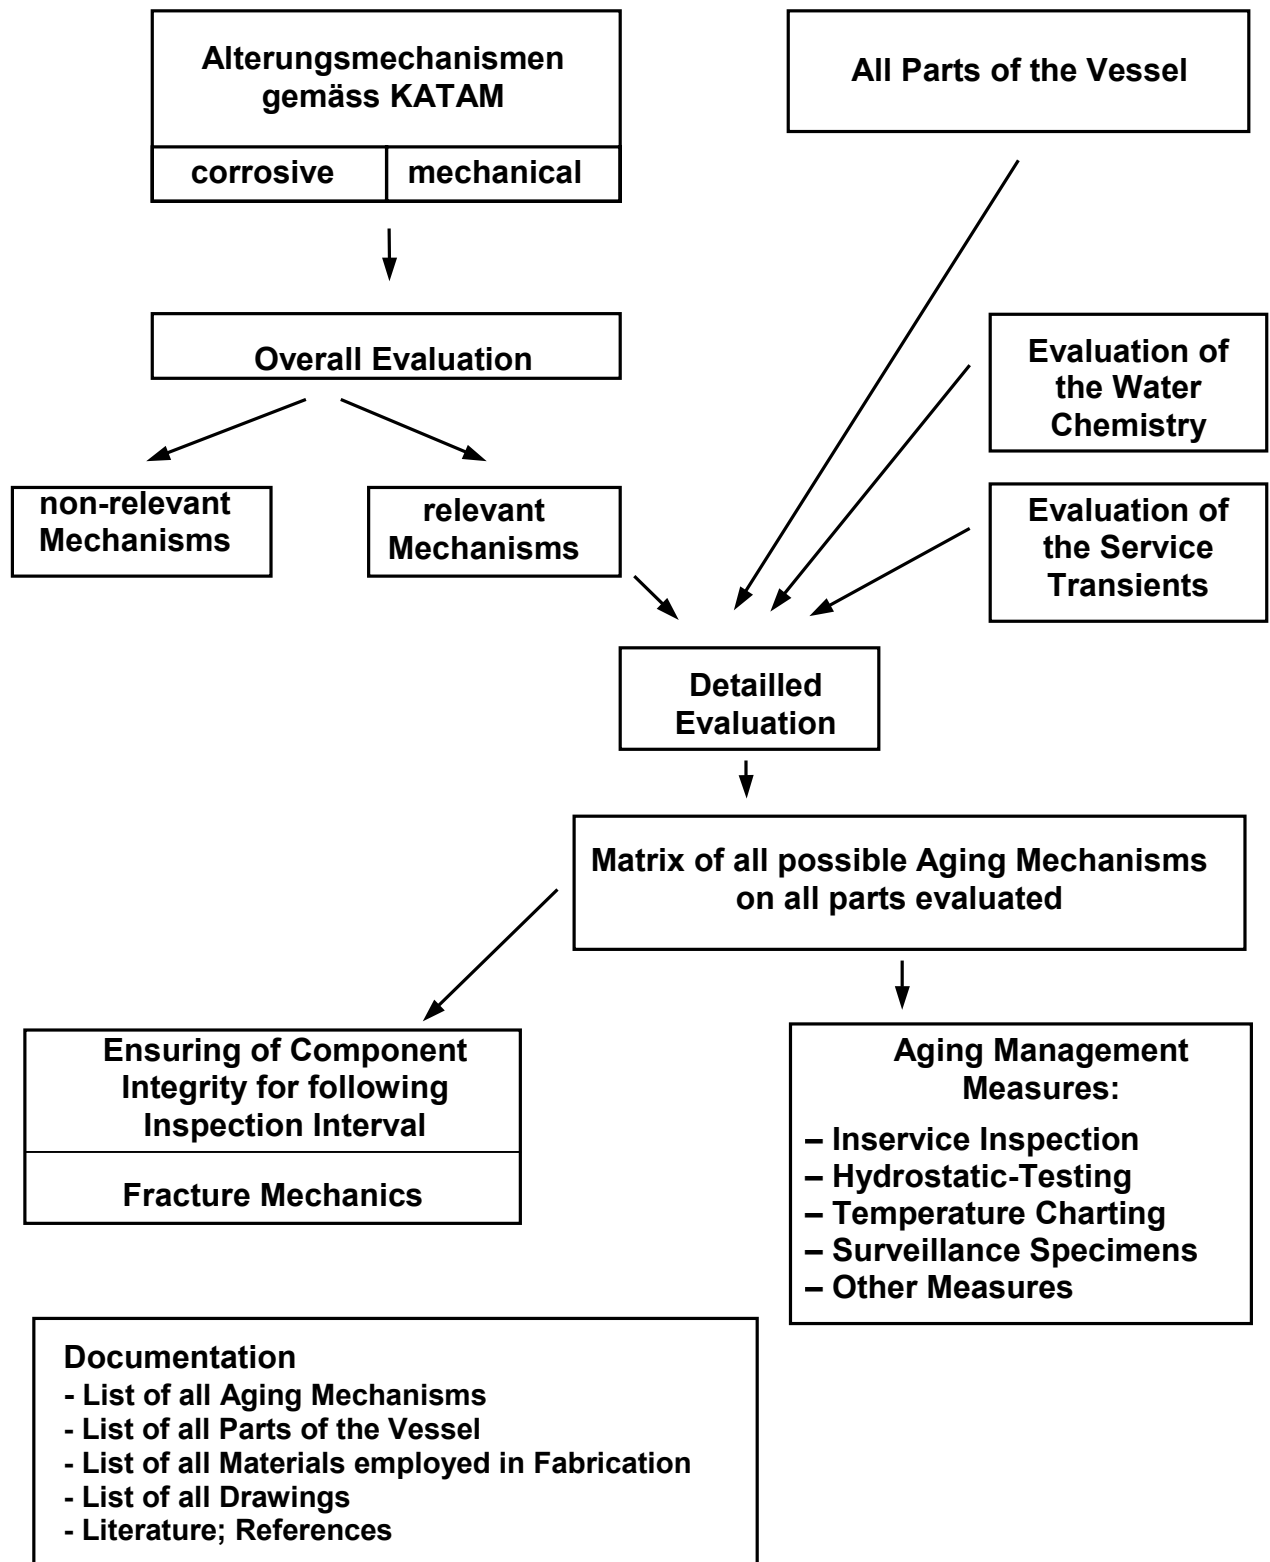 Alterungsmechanismen
gemäss KATAM
corrosive
mechanical
All Parts of the Vessel
Overall Evaluation
Evaluation of
the Water
Chemistry
non-relevant
Mechanisms
relevant
Mechanisms
Evaluation of
the Service
Transients
Detailled
Evaluation
Matrix of all possible Aging Mechanisms
on all parts evaluated
Ensuring of Component
Integrity for following
Inspection Interval
Fracture Mechanics
Aging Management
Measures:
– Inservice Inspection
– Hydrostatic-Testing
– Temperature Charting
– Surveillance Specimens
– Other Measures
Documentation
- List of all Aging Mechanisms
- List of all Parts of the Vessel
- List of all Materials employed in Fabrication
- List of all Drawings
- Literature; References